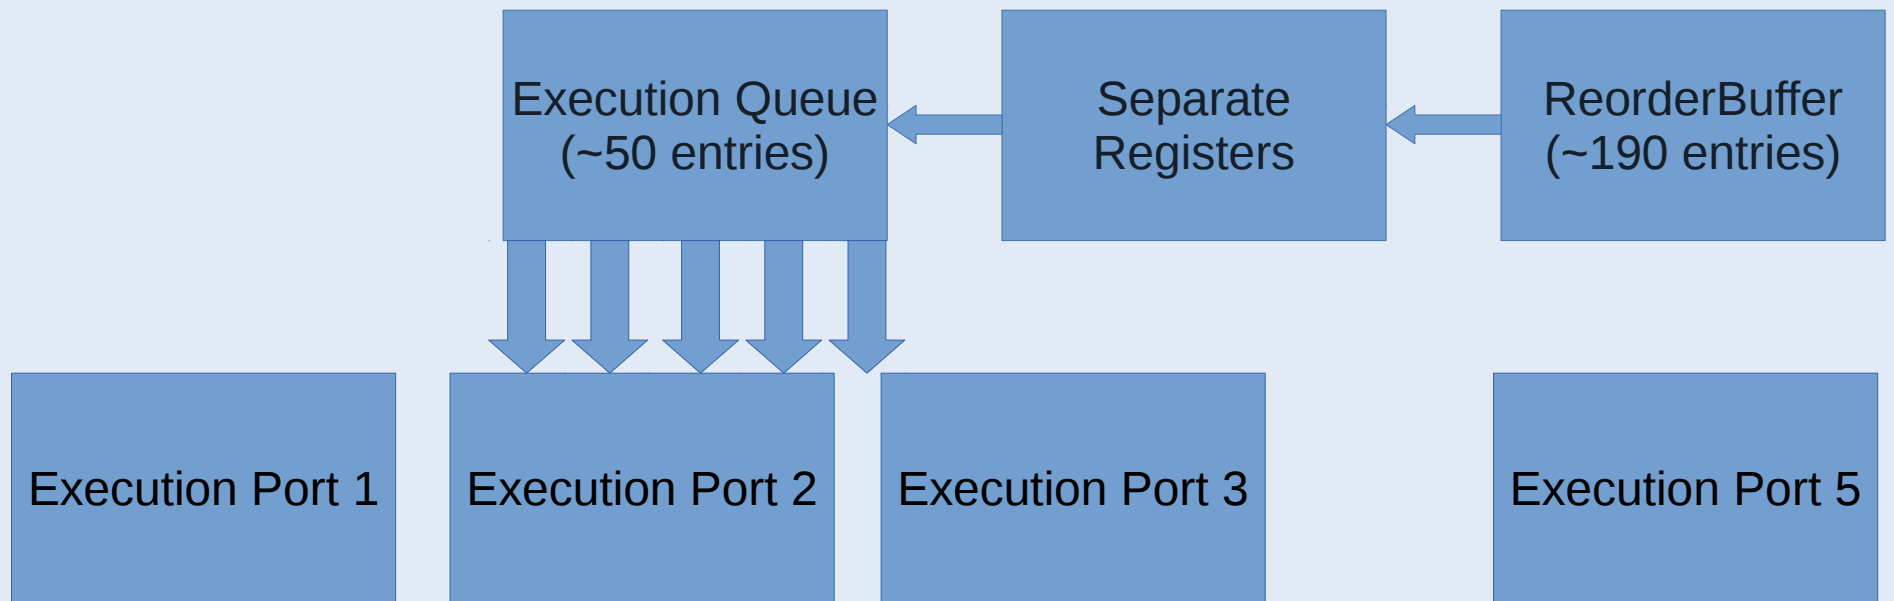 Execution Queue
(~50 entries)
Separate
Registers
ReorderBuffer
(~190 entries)
Execution Port 1
Execution Port 2
Execution Port 3
Execution Port 5